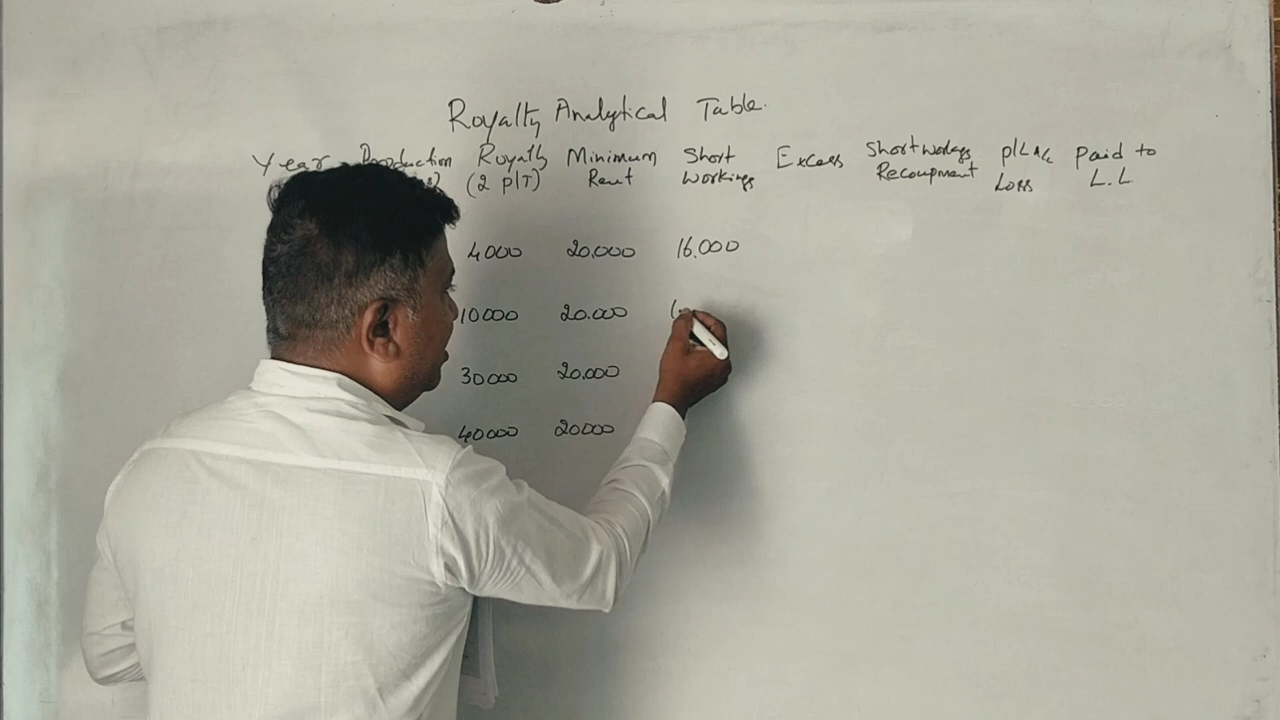 Royalty Analytical Table.
Year Production Royalty Minimum Short Excess Shortworkings P/L A/c Paid to
(2 P/T) Rent Workings Recoupment Loss L.L
4000 20,000 16.000
10000 20.000
30000 20.000
40000 20000